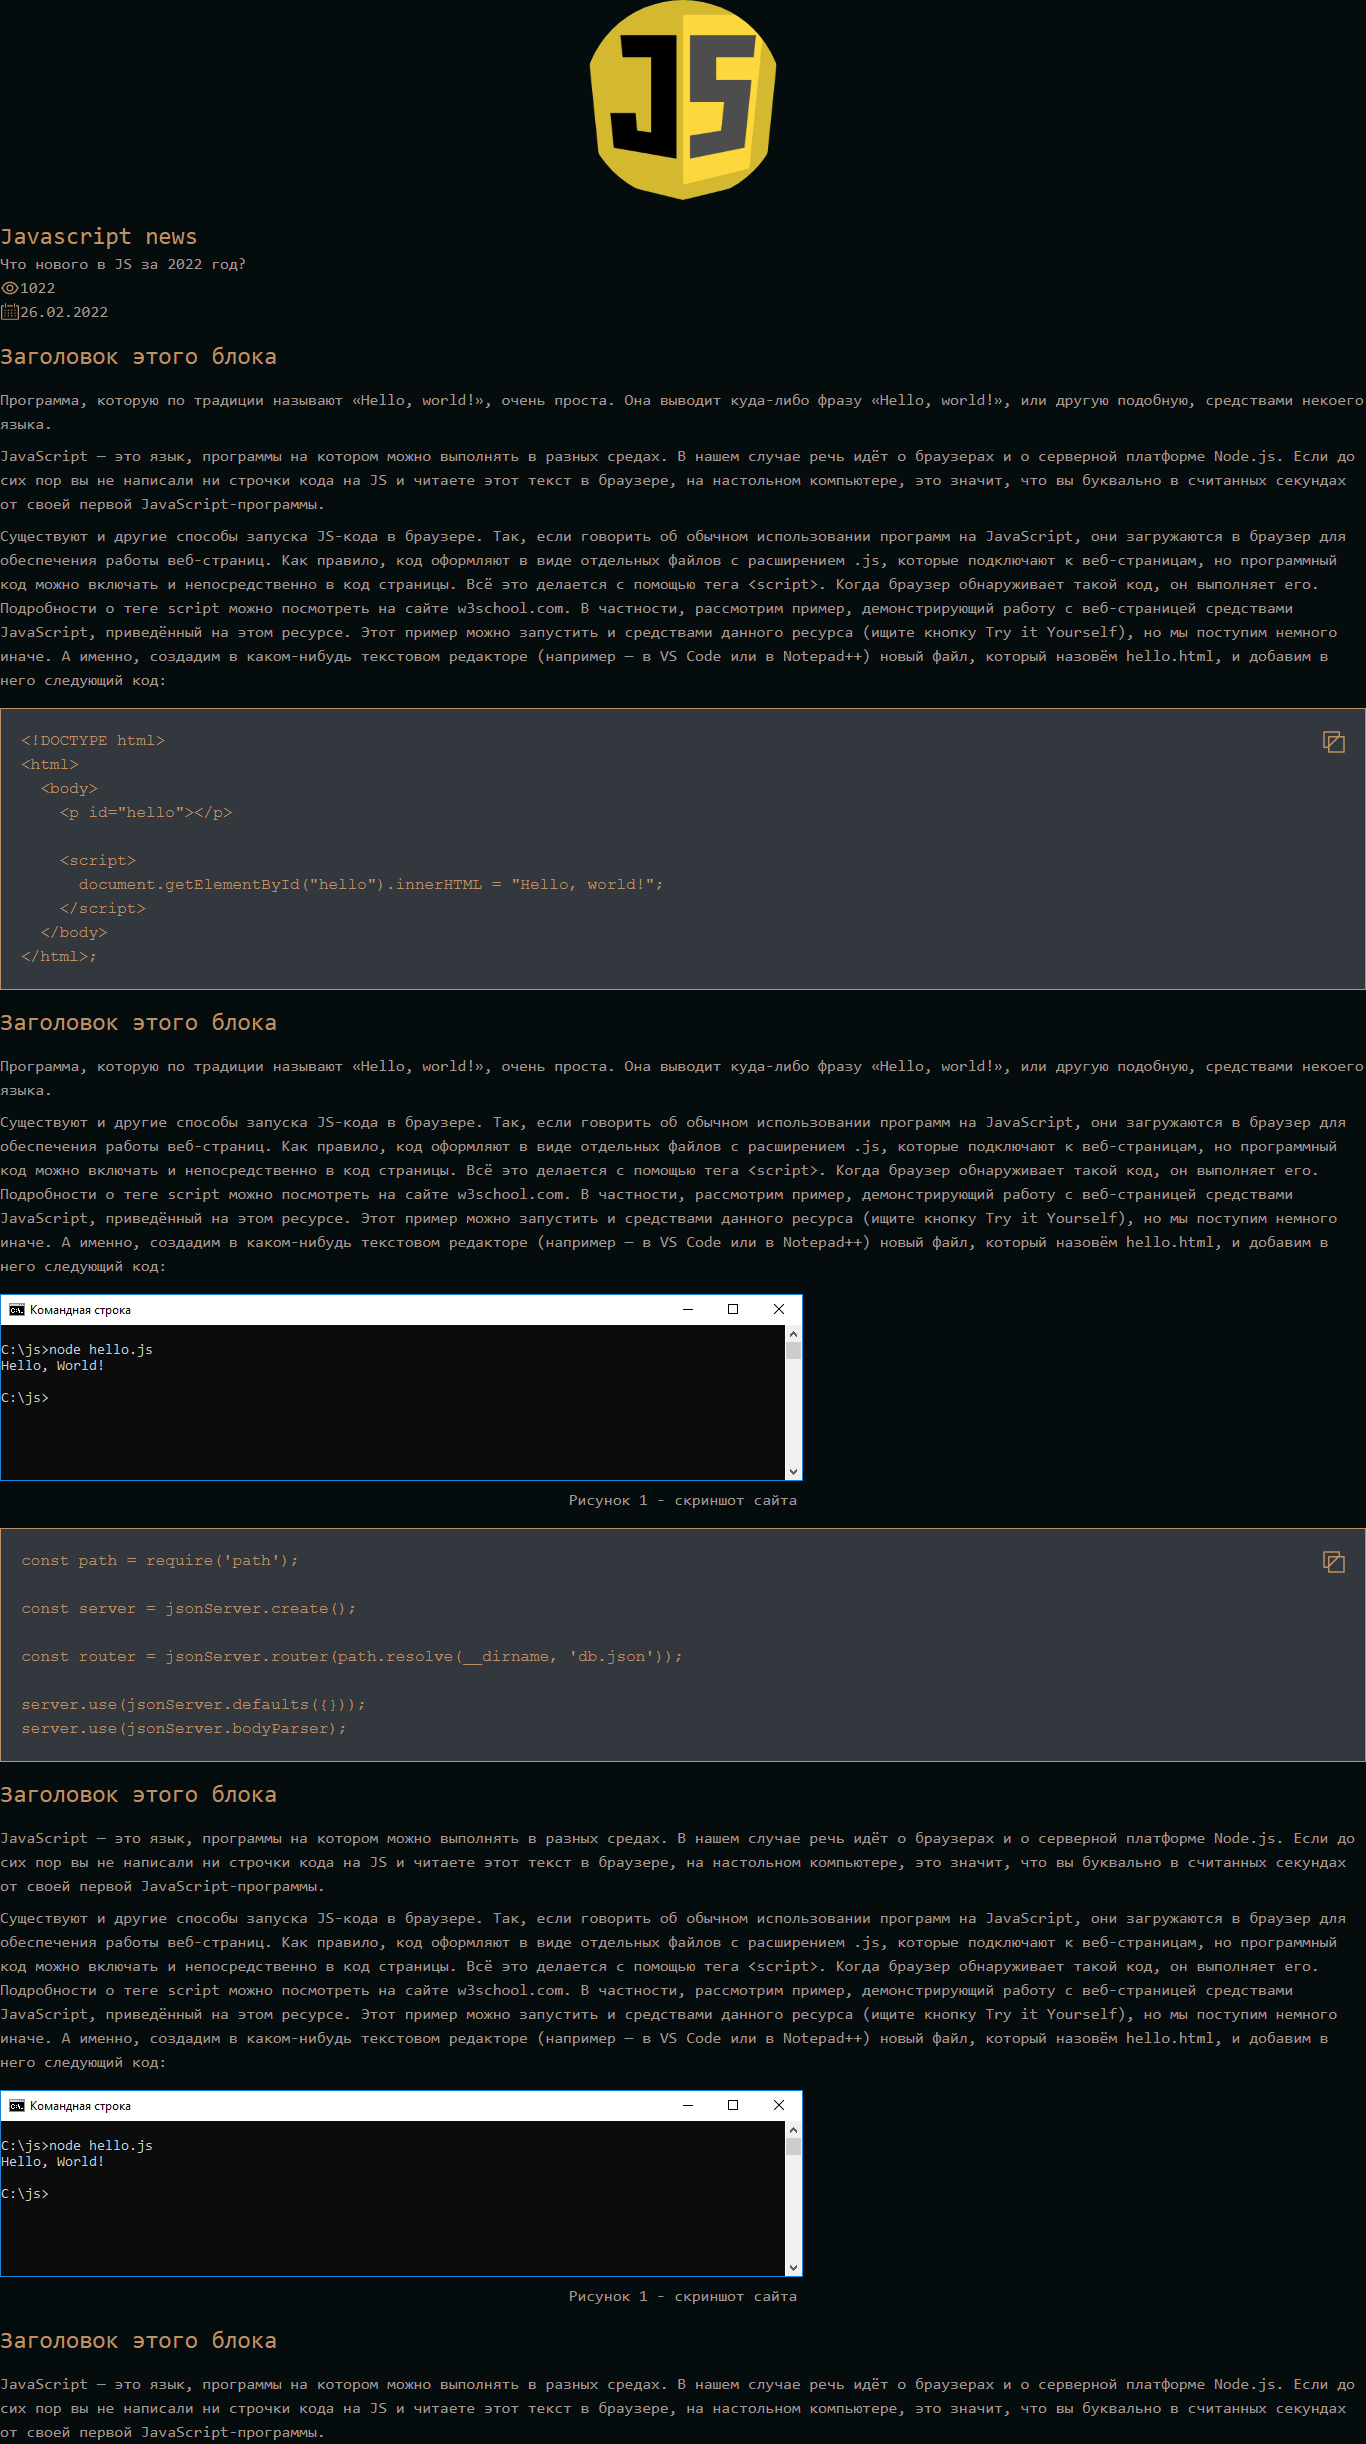 JS
Javascript news
Что нового в JS за 2022 год?
1022
26.02.2022
Заголовок этого блока
Программа, которую по традиции называют «Hello, world!», очень проста. Она выводит куда-либо фразу «Hello, world!», или другую подобную, средствами некоего
языка.
JavaScript — это язык, программы на котором можно выполнять в разных средах. В нашем случае речь идёт о браузерах и о серверной платформе Node.js. Если до
сих пор вы не написали ни строчки кода на JS и читаете этот текст в браузере, на настольном компьютере, это значит, что вы буквально в считанных секундах
от своей первой JavaScript-программы.
Существуют и другие способы запуска JS-кода в браузере. Так, если говорить об обычном использовании программ на JavaScript, они загружаются в браузер для
обеспечения работы веб-страниц. Как правило, код оформляют в виде отдельных файлов с расширением .js, которые подключают к веб-страницам, но программный
код можно включать и непосредственно в код страницы. Всё это делается с помощью тега <script>. Когда браузер обнаруживает такой код, он выполняет его.
Подробности о теге script можно посмотреть на сайте w3school.com. В частности, рассмотрим пример, демонстрирующий работу с веб-страницей средствами
JavaScript, приведённый на этом ресурсе. Этот пример можно запустить и средствами данного ресурса (ищите кнопку Try it Yourself), но мы поступим немного
иначе. А именно, создадим в каком-нибудь текстовом редакторе (например — в VS Code или в Notepad++) новый файл, который назовём hello.html, и добавим в
него следующий код:
<!DOCTYPE html>
<html>
  <body>
    <p id="hello"></p>
    <script>
      document.getElementById("hello").innerHTML = "Hello, world!";
    </script>
  </body>
</html>;
Заголовок этого блока
Программа, которую по традиции называют «Hello, world!», очень проста. Она выводит куда-либо фразу «Hello, world!», или другую подобную, средствами некоего
языка.
Существуют и другие способы запуска JS-кода в браузере. Так, если говорить об обычном использовании программ на JavaScript, они загружаются в браузер для
обеспечения работы веб-страниц. Как правило, код оформляют в виде отдельных файлов с расширением .js, которые подключают к веб-страницам, но программный
код можно включать и непосредственно в код страницы. Всё это делается с помощью тега <script>. Когда браузер обнаруживает такой код, он выполняет его.
Подробности о теге script можно посмотреть на сайте w3school.com. В частности, рассмотрим пример, демонстрирующий работу с веб-страницей средствами
JavaScript, приведённый на этом ресурсе. Этот пример можно запустить и средствами данного ресурса (ищите кнопку Try it Yourself), но мы поступим немного
иначе. А именно, создадим в каком-нибудь текстовом редакторе (например — в VS Code или в Notepad++) новый файл, который назовём hello.html, и добавим в
него следующий код:
C:\. Командная строка
C:\js>node hello.js
Hello, World!
C:\js>
Рисунок 1 - скриншот сайта
const path = require('path');
const server = jsonServer.create();
const router = jsonServer.router(path.resolve(__dirname, 'db.json'));
server.use(jsonServer.defaults({}));
server.use(jsonServer.bodyParser);
Заголовок этого блока
JavaScript — это язык, программы на котором можно выполнять в разных средах. В нашем случае речь идёт о браузерах и о серверной платформе Node.js. Если до
сих пор вы не написали ни строчки кода на JS и читаете этот текст в браузере, на настольном компьютере, это значит, что вы буквально в считанных секундах
от своей первой JavaScript-программы.
Существуют и другие способы запуска JS-кода в браузере. Так, если говорить об обычном использовании программ на JavaScript, они загружаются в браузер для
обеспечения работы веб-страниц. Как правило, код оформляют в виде отдельных файлов с расширением .js, которые подключают к веб-страницам, но программный
код можно включать и непосредственно в код страницы. Всё это делается с помощью тега <script>. Когда браузер обнаруживает такой код, он выполняет его.
Подробности о теге script можно посмотреть на сайте w3school.com. В частности, рассмотрим пример, демонстрирующий работу с веб-страницей средствами
JavaScript, приведённый на этом ресурсе. Этот пример можно запустить и средствами данного ресурса (ищите кнопку Try it Yourself), но мы поступим немного
иначе. А именно, создадим в каком-нибудь текстовом редакторе (например — в VS Code или в Notepad++) новый файл, который назовём hello.html, и добавим в
него следующий код:
C:\. Командная строка
C:\js>node hello.js
Hello, World!
C:\js>
Рисунок 1 - скриншот сайта
Заголовок этого блока
JavaScript — это язык, программы на котором можно выполнять в разных средах. В нашем случае речь идёт о браузерах и о серверной платформе Node.js. Если до
сих пор вы не написали ни строчки кода на JS и читаете этот текст в браузере, на настольном компьютере, это значит, что вы буквально в считанных секундах
от своей первой JavaScript-программы.